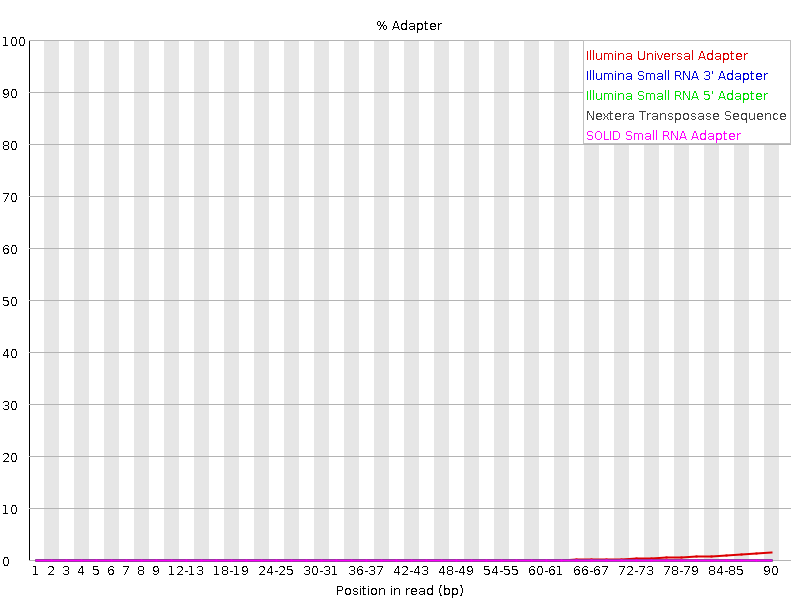 % Adapter
Illumina Universal Adapter
Illumina Small RNA 3' Adapter
Illumina Small RNA 5' Adapter
Nextera Transposase Sequence
SOLID Small RNA Adapter
100
90
80
70
60
50
40
30
20
10
0
1 2 3 4 5 6 7 8 9 12-13 18-19 24-25 30-31 36-37 42-43 48-49 54-55 60-61 66-67 72-73 78-79 84-85 90
Position in read (bp)